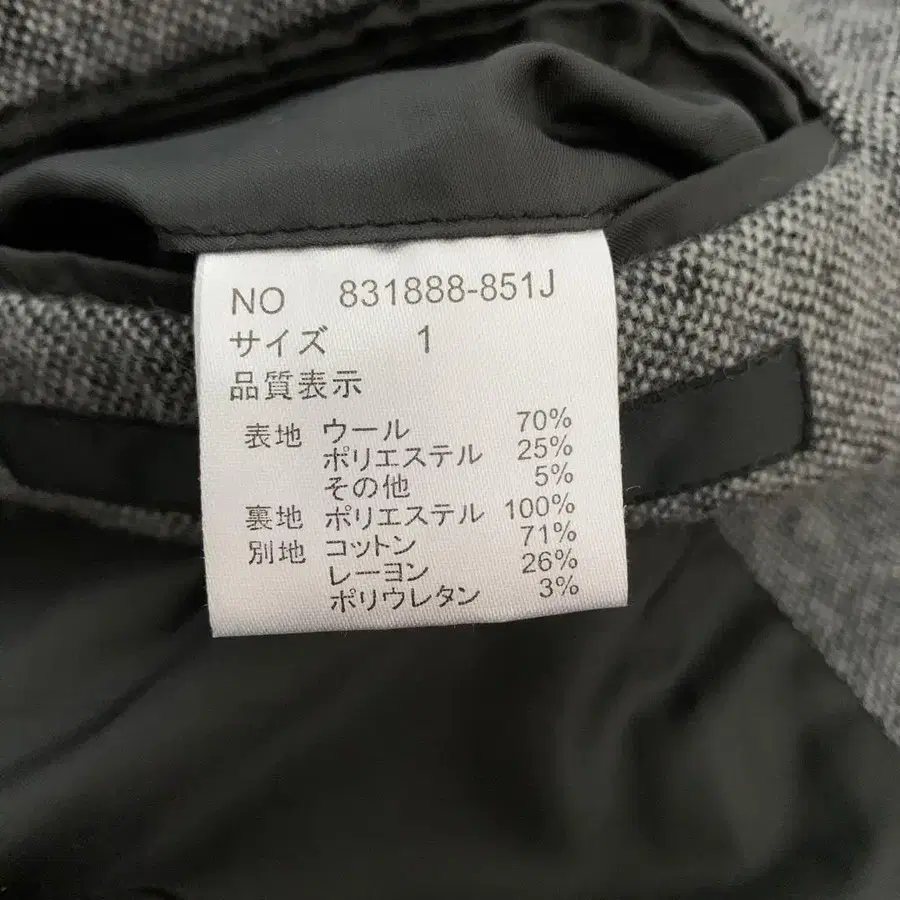 NO 831888-851J
サイズ 1
品質表示
表地 ウール 70%
ポリエステル 25%
その他 5%
裏地 ポリエステル 100%
別地 コットン 71%
レーヨン 26%
ポリウレタン 3%